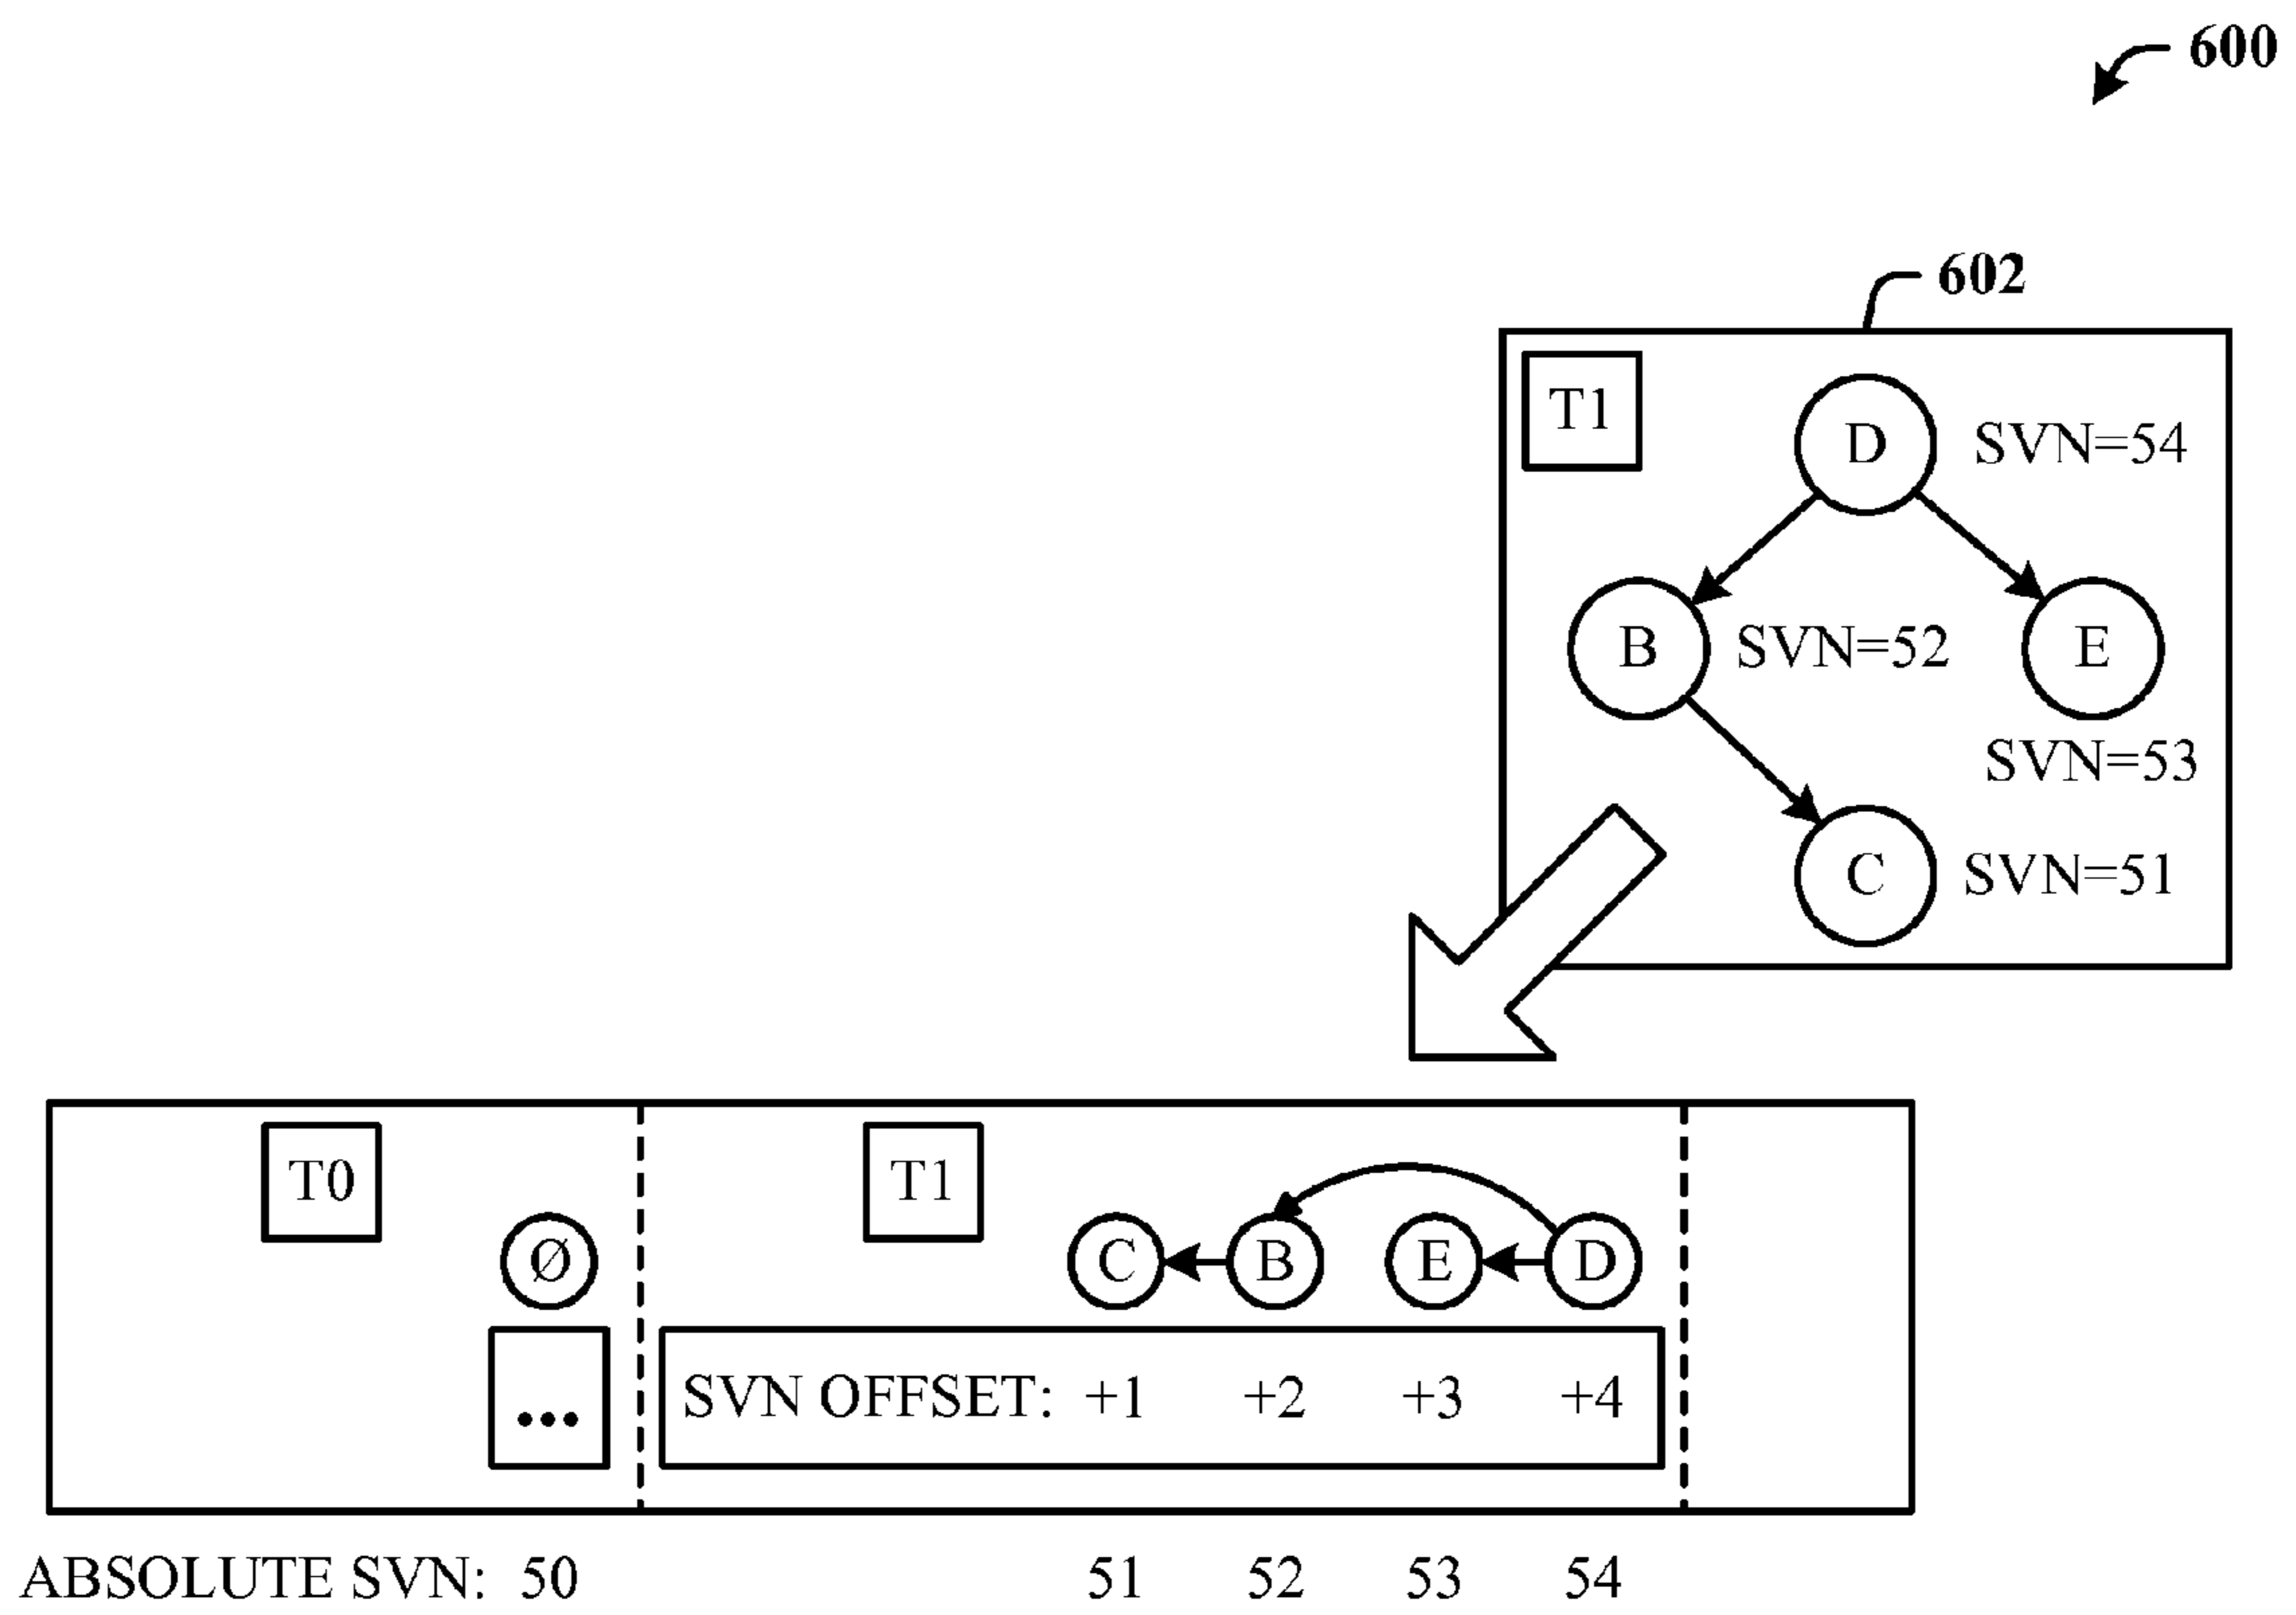 600
602
T1
D SVN=54
B SVN=52 E
SVN=53
C SVN=51
T0 T1
Ø C B E D
... SVN OFFSET: +1 +2 +3 +4
ABSOLUTE SVN: 50 51 52 53 54